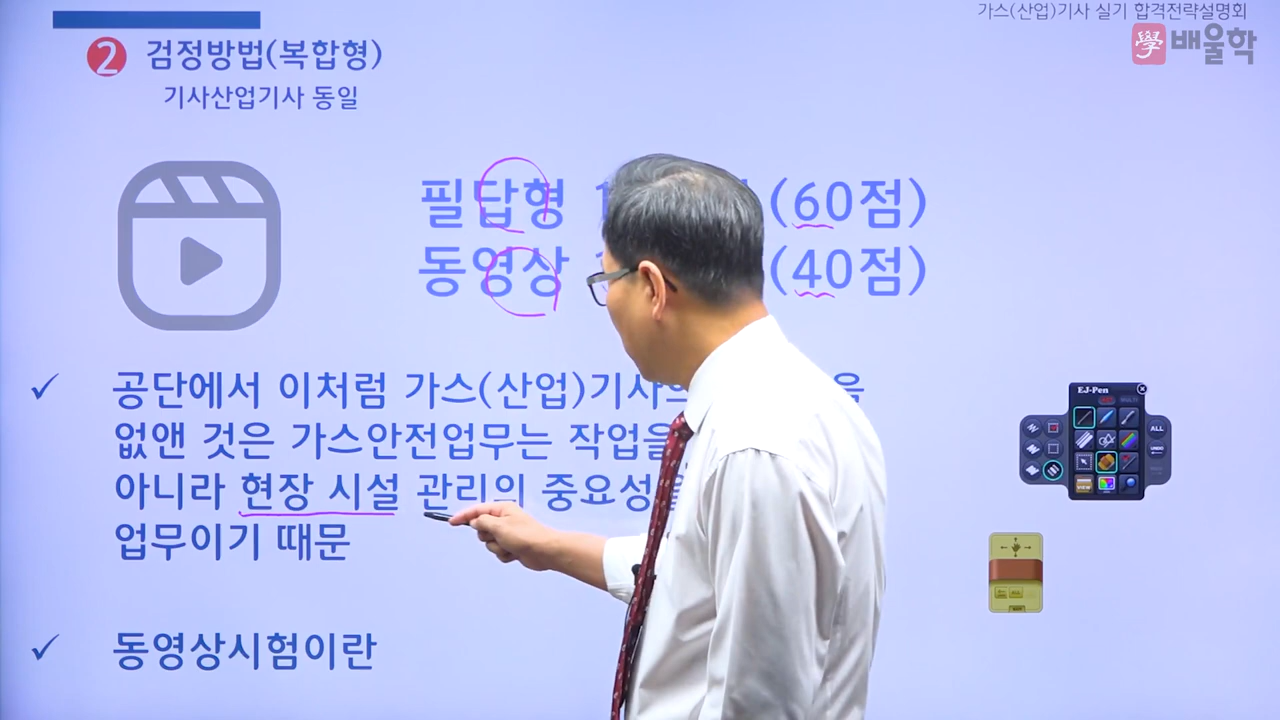 가스(산업)기사 실기 합격전략설명회
學 배울학
2 검정방법(복합형)
기사산업기사 동일
필답형 (60점)
동영상 (40점)
✓ 공단에서 이처럼 가스(산업)기사의 을
없앤 것은 가스안전업무는 작업을
아니라 현장 시설 관리의 중요성을
업무이기 때문
✓ 동영상시험이란
EJ-Pen
ALL
UNDO
VIEW